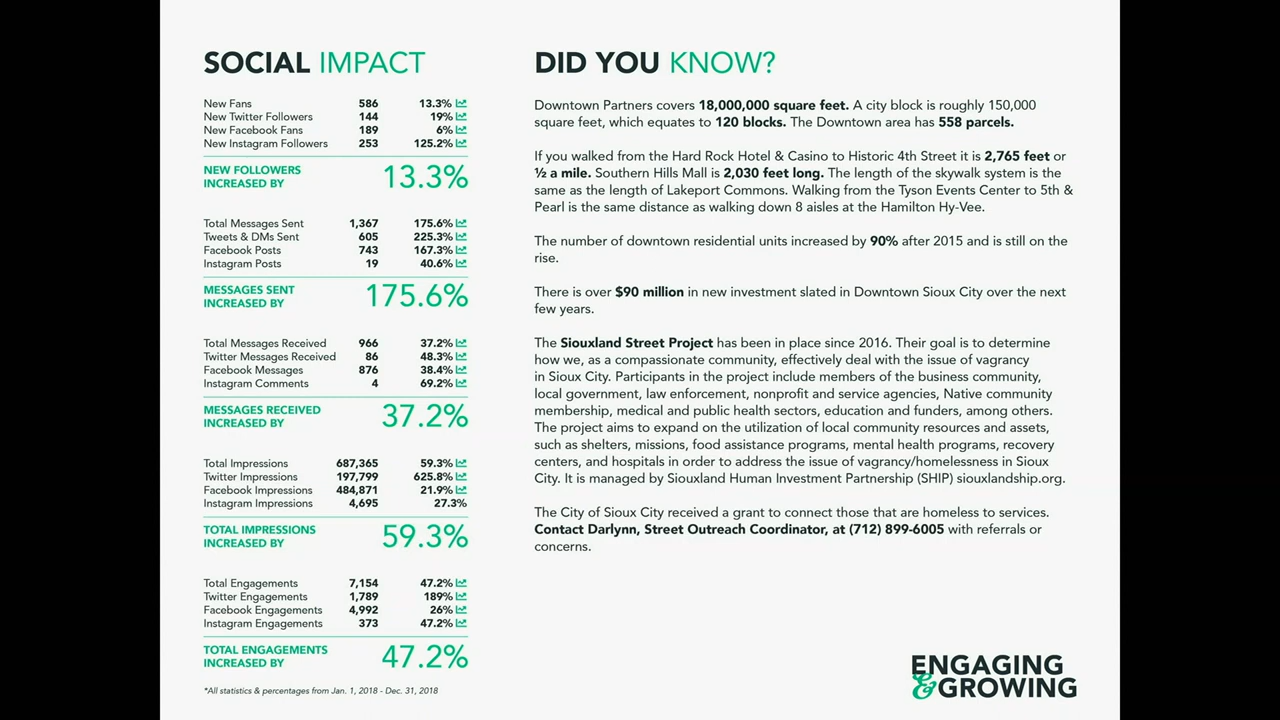 SOCIAL IMPACT
New Fans 586 13.3%
New Twitter Followers 144 19%
New Facebook Fans 189 6%
New Instagram Followers 253 125.2%
NEW FOLLOWERS
INCREASED BY 13.3%
Total Messages Sent 1,367 175.6%
Tweets & DMs Sent 605 225.3%
Facebook Posts 743 167.3%
Instagram Posts 19 40.6%
MESSAGES SENT
INCREASED BY 175.6%
Total Messages Received 966 37.2%
Twitter Messages Received 86 48.3%
Facebook Messages 876 38.4%
Instagram Comments 4 69.2%
MESSAGES RECEIVED
INCREASED BY 37.2%
Total Impressions 687,365 59.3%
Twitter Impressions 197,799 625.8%
Facebook Impressions 484,871 21.9%
Instagram Impressions 4,695 27.3%
TOTAL IMPRESSIONS
INCREASED BY 59.3%
Total Engagements 7,154 47.2%
Twitter Engagements 1,789 189%
Facebook Engagements 4,992 26%
Instagram Engagements 373 47.2%
TOTAL ENGAGEMENTS
INCREASED BY 47.2%
*All statistics & percentages from Jan. 1, 2018 - Dec. 31, 2018
DID YOU KNOW?
Downtown Partners covers 18,000,000 square feet. A city block is roughly 150,000
square feet, which equates to 120 blocks. The Downtown area has 558 parcels.
If you walked from the Hard Rock Hotel & Casino to Historic 4th Street it is 2,765 feet or
½ a mile. Southern Hills Mall is 2,030 feet long. The length of the skywalk system is the
same as the length of Lakeport Commons. Walking from the Tyson Events Center to 5th &
Pearl is the same distance as walking down 8 aisles at the Hamilton Hy-Vee.
The number of downtown residential units increased by 90% after 2015 and is still on the
rise.
There is over $90 million in new investment slated in Downtown Sioux City over the next
few years.
The Siouxland Street Project has been in place since 2016. Their goal is to determine
how we, as a compassionate community, effectively deal with the issue of vagrancy
in Sioux City. Participants in the project include members of the business community,
local government, law enforcement, nonprofit and service agencies, Native community
membership, medical and public health sectors, education and funders, among others.
The project aims to expand on the utilization of local community resources and assets,
such as shelters, missions, food assistance programs, mental health programs, recovery
centers, and hospitals in order to address the issue of vagrancy/homelessness in Sioux
City. It is managed by Siouxland Human Investment Partnership (SHIP) siouxlandship.org.
The City of Sioux City received a grant to connect those that are homeless to services.
Contact Darlynn, Street Outreach Coordinator, at (712) 899-6005 with referrals or
concerns.
ENGAGING
& GROWING